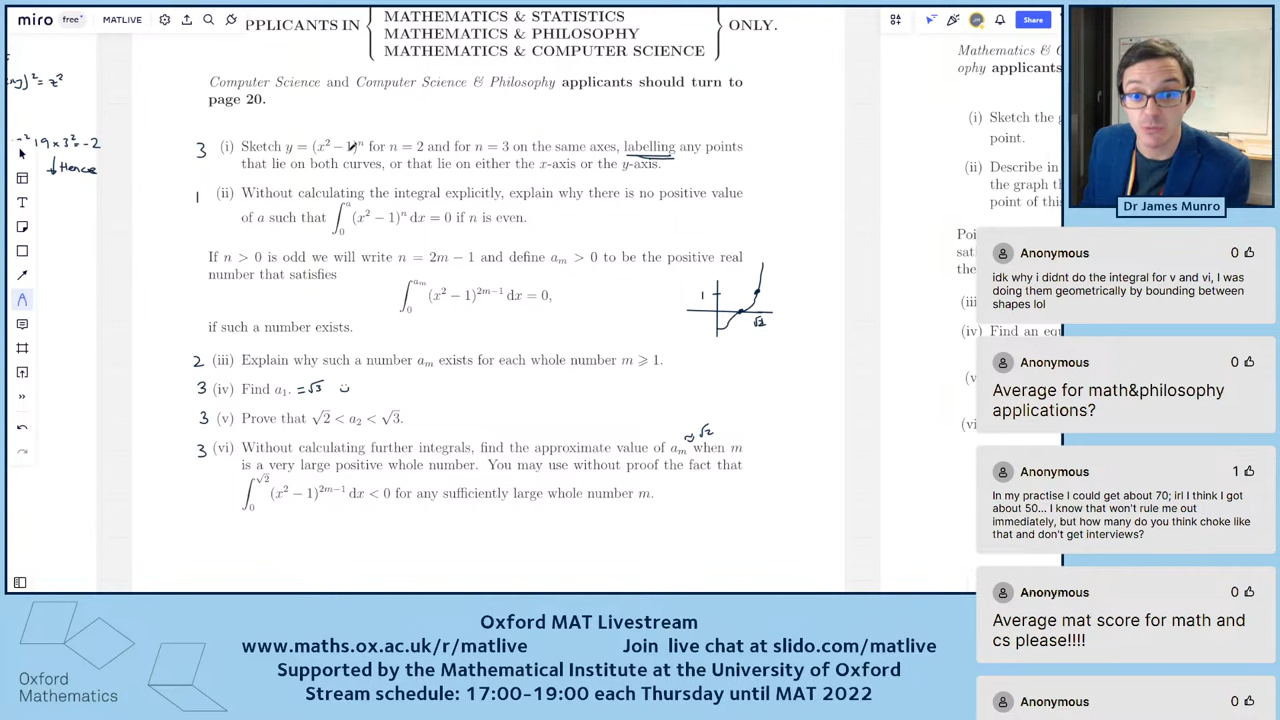 miro free
MATLIVE
Share
PPLICANTS IN
MATHEMATICS & STATISTICS
MATHEMATICS & PHILOSOPHY
MATHEMATICS & COMPUTER SCIENCE
ONLY.
Computer Science and Computer Science & Philosophy applicants should turn to
page 20.
3 (i) Sketch y = (x² − 1)ⁿ for n = 2 and for n = 3 on the same axes, labelling any points
that lie on both curves, or that lie on either the x-axis or the y-axis.
1 (ii) Without calculating the integral explicitly, explain why there is no positive value
of a such that ∫₀ᵃ (x² − 1)ⁿ dx = 0 if n is even.
If n > 0 is odd we will write n = 2m − 1 and define aₘ > 0 to be the positive real
number that satisfies
∫₀^{aₘ} (x² − 1)^{2m−1} dx = 0,
if such a number exists.
1
√2
2 (iii) Explain why such a number aₘ exists for each whole number m ⩾ 1.
3 (iv) Find a₁. = √3
3 (v) Prove that √2 < a₂ < √3.
≈ √2
3 (vi) Without calculating further integrals, find the approximate value of aₘ when m
is a very large positive whole number. You may use without proof the fact that
∫₀^{√2} (x² − 1)^{2m−1} dx < 0 for any sufficiently large whole number m.
)² = z²
19 x 3² = -2
↓ Hence
Mathematics & C
ophy applicants
(i) Sketch the g
point.
(ii) Describe in
the graph t
point of this
Poi
sat
the
(iii
(iv) Find an equ
(v
(vi
Dr James Munro
Anonymous 0
idk why i didnt do the integral for v and vi, I was
doing them geometrically by bounding between
shapes lol
Anonymous 0
Average for math&philosophy
applications?
Anonymous 1
In my practise I could get about 70; irl I think I got
about 50... I know that won't rule me out
immediately, but how many do you think choke like
that and don't get interviews?
Anonymous 0
Average mat score for math and
cs please!!!!
Anonymous 0
Oxford MAT Livestream
www.maths.ox.ac.uk/r/matlive Join live chat at slido.com/matlive
Supported by the Mathematical Institute at the University of Oxford
Stream schedule: 17:00-19:00 each Thursday until MAT 2022
Oxford
Mathematics